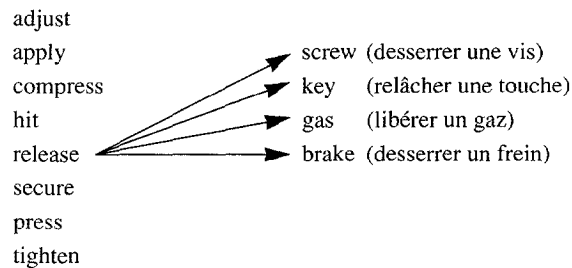 adjust
apply
compress
hit
release
secure
press
tighten
screw (desserrer une vis)
key (relâcher une touche)
gas (libérer un gaz)
brake (desserrer un frein)